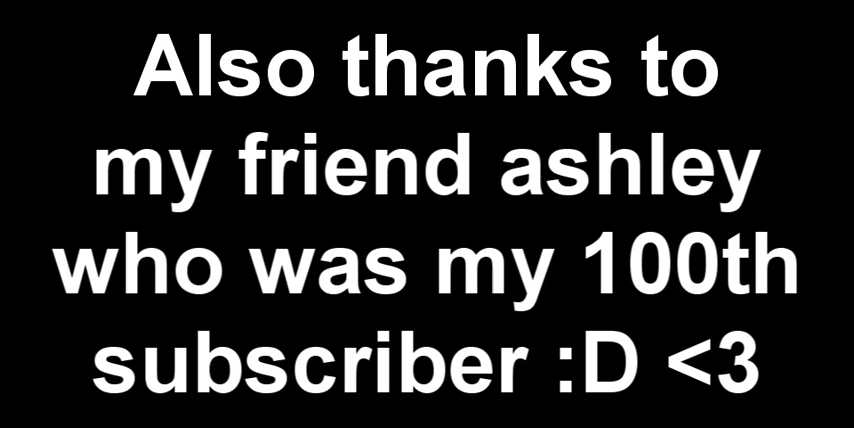 Also thanks to
my friend ashley
who was my 100th
subscriber :D <3